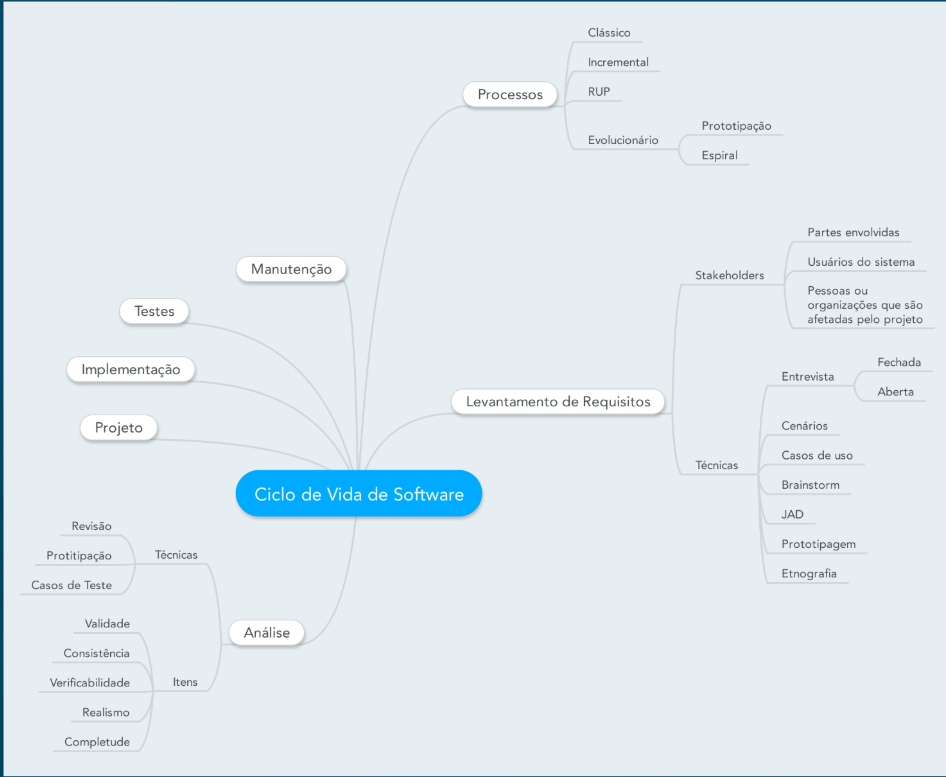 Clássico
Incremental
Processos
RUP
Evolucionário
Prototipação
Espiral
Manutenção
Testes
Implementação
Projeto
Ciclo de Vida de Software
Levantamento de Requisitos
Stakeholders
Partes envolvidas
Usuários do sistema
Pessoas ou
organizações que são
afetadas pelo projeto
Técnicas
Entrevista
Fechada
Aberta
Cenários
Casos de uso
Brainstorm
JAD
Prototipagem
Etnografia
Análise
Técnicas
Revisão
Protitipação
Casos de Teste
Itens
Validade
Consistência
Verificabilidade
Realismo
Completude